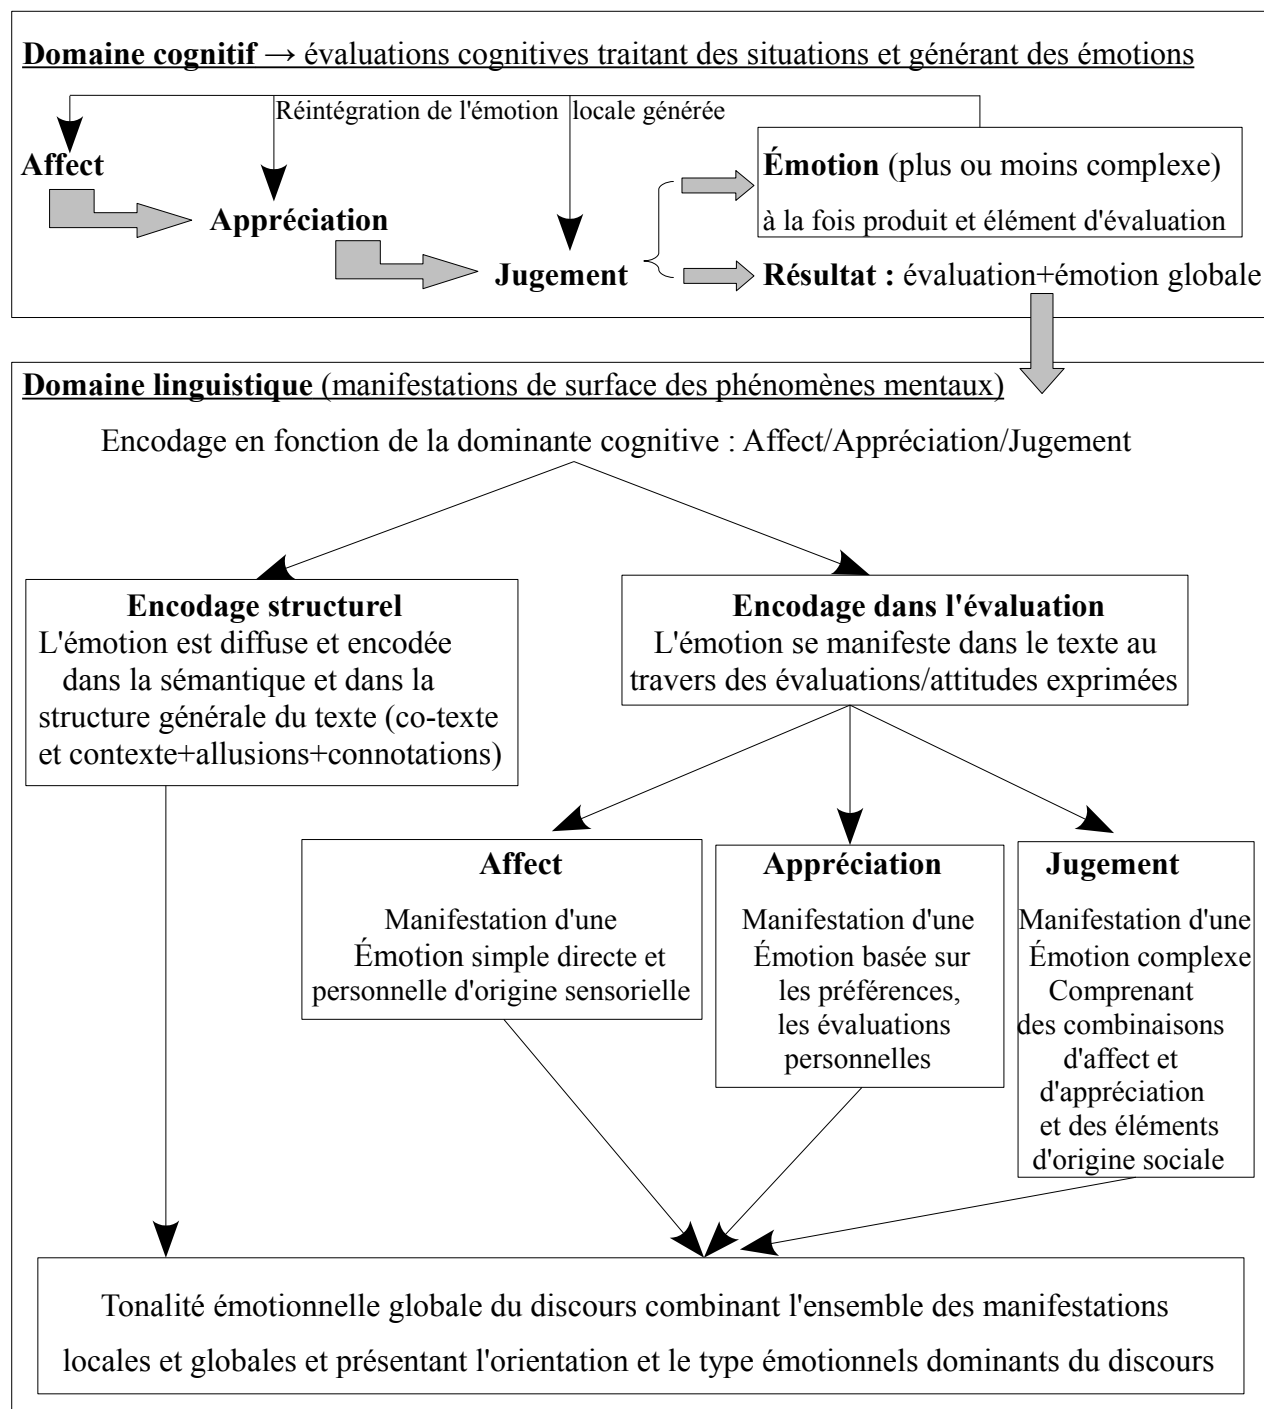 Domaine cognitif → évaluations cognitives traitant des situations et générant des émotions
Réintégration de l'émotion locale générée
Affect
Émotion (plus ou moins complexe)
à la fois produit et élément d'évaluation
Appréciation
Jugement
Résultat : évaluation+émotion globale
Domaine linguistique (manifestations de surface des phénomènes mentaux)
Encodage en fonction de la dominante cognitive : Affect/Appréciation/Jugement
Encodage structurel
L'émotion est diffuse et encodée
dans la sémantique et dans la
structure générale du texte (co-texte
et contexte+allusions+connotations)
Encodage dans l'évaluation
L'émotion se manifeste dans le texte au
travers des évaluations/attitudes exprimées
Affect
Manifestation d'une
Émotion simple directe et
personnelle d'origine sensorielle
Appréciation
Manifestation d'une
Émotion basée sur
les préférences,
les évaluations
personnelles
Jugement
Manifestation d'une
Émotion complexe
Comprenant
des combinaisons
d'affect et
d'appréciation
et des éléments
d'origine sociale
Tonalité émotionnelle globale du discours combinant l'ensemble des manifestations
locales et globales et présentant l'orientation et le type émotionnels dominants du discours